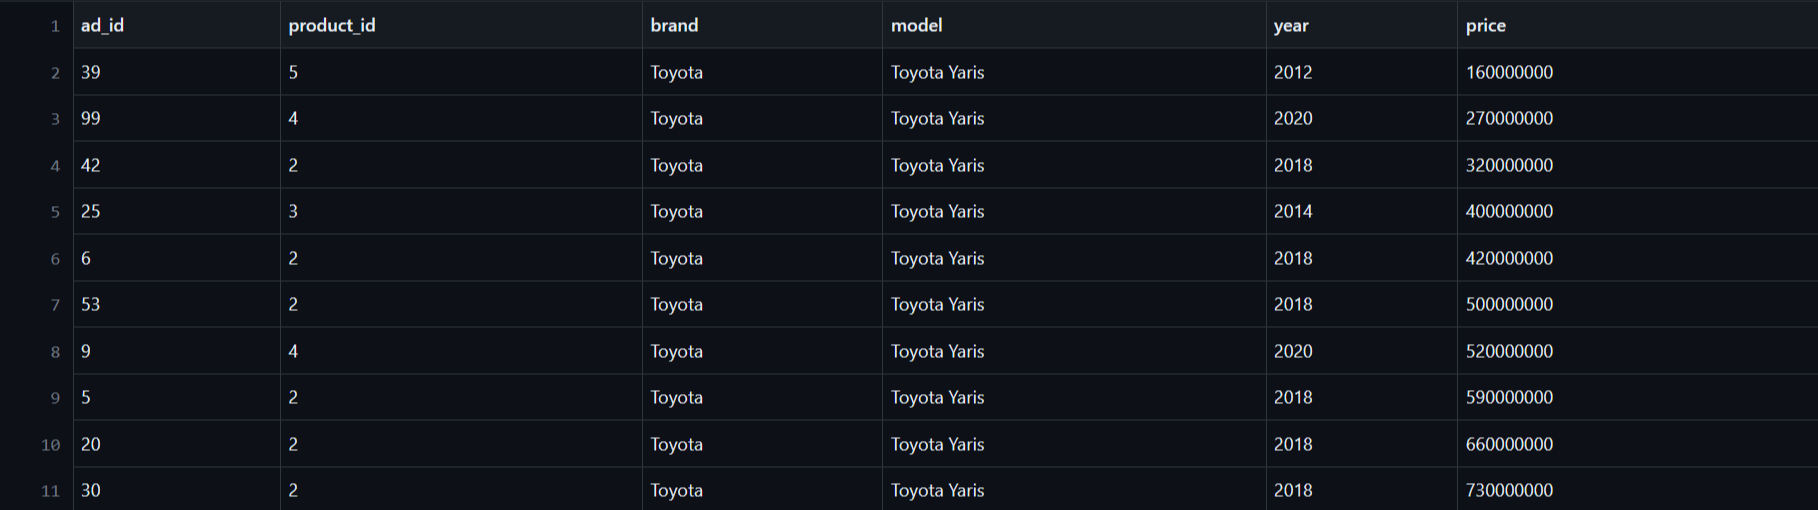 1 ad_id product_id brand model year price
2 39 5 Toyota Toyota Yaris 2012 160000000
3 99 4 Toyota Toyota Yaris 2020 270000000
4 42 2 Toyota Toyota Yaris 2018 320000000
5 25 3 Toyota Toyota Yaris 2014 400000000
6 6 2 Toyota Toyota Yaris 2018 420000000
7 53 2 Toyota Toyota Yaris 2018 500000000
8 9 4 Toyota Toyota Yaris 2020 520000000
9 5 2 Toyota Toyota Yaris 2018 590000000
10 20 2 Toyota Toyota Yaris 2018 660000000
11 30 2 Toyota Toyota Yaris 2018 730000000